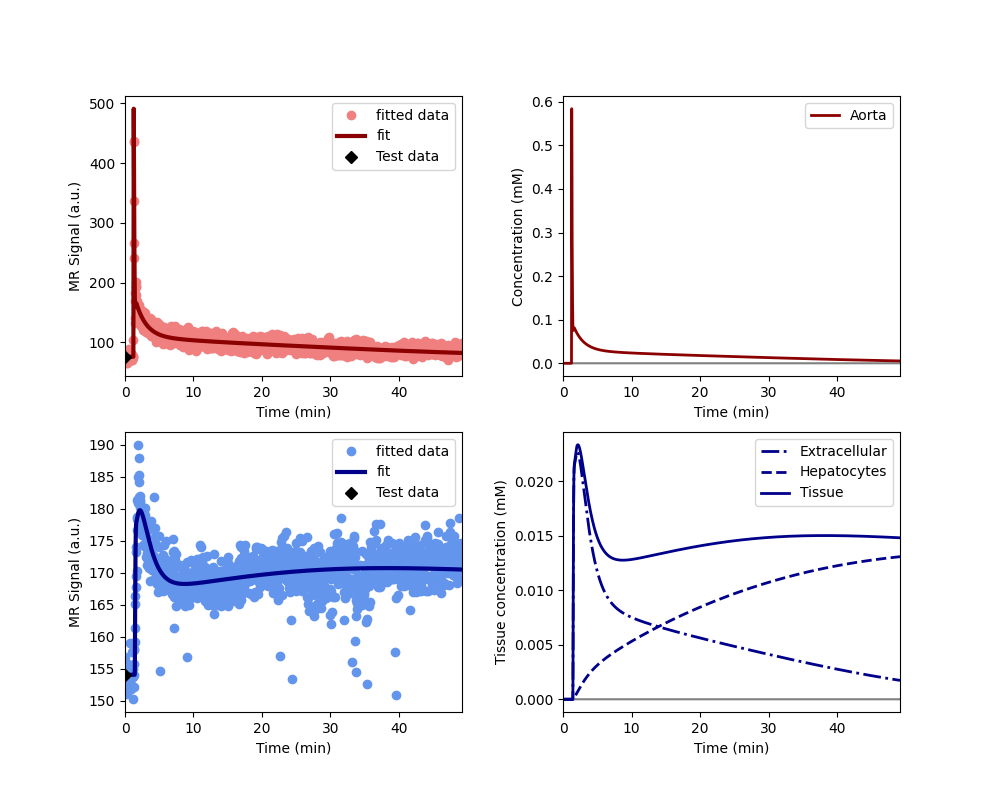 500
400
300
200
100
MR Signal (a.u.)
fitted data
fit
Test data
0
10
20
30
40
Time (min)
0.6
0.5
0.4
0.3
0.2
0.1
0.0
Concentration (mM)
Aorta
0
10
20
30
40
Time (min)
190
185
180
175
170
165
160
155
150
MR Signal (a.u.)
fitted data
fit
Test data
0
10
20
30
40
Time (min)
0.020
0.015
0.010
0.005
0.000
Tissue concentration (mM)
Extracellular
Hepatocytes
Tissue
0
10
20
30
40
Time (min)